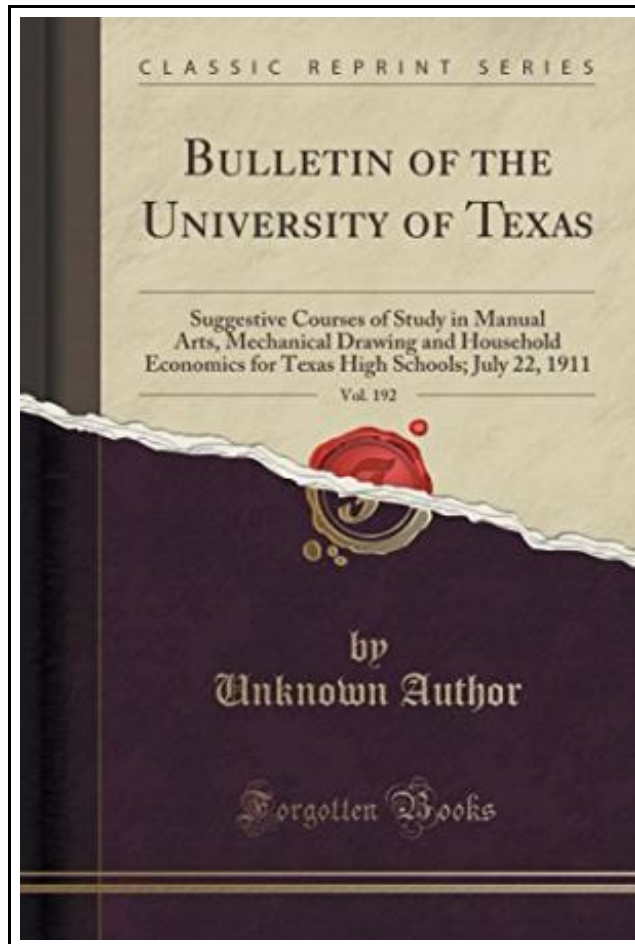 CLASSIC REPRINT SERIES
BULLETIN OF THE
UNIVERSITY OF TEXAS
Suggestive Courses of Study in Manual
Arts, Mechanical Drawing and Household
Economics for Texas High Schools; July 22, 1911
Vol. 192
by
Unknown Author
Forgotten Books